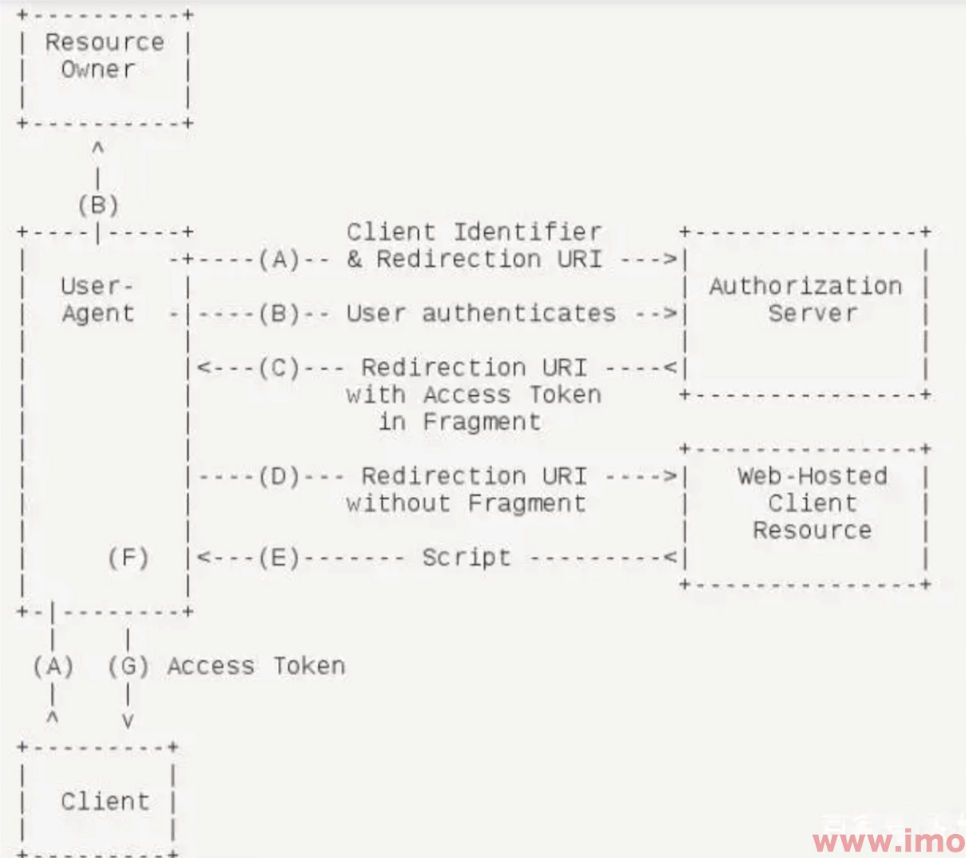 Resource
Owner
(B)
Client Identifier
(A) & Redirection URI
User-
Agent
Authorization
Server
(B) User authenticates
(C) Redirection URI
with Access Token
in Fragment
(D) Redirection URI
without Fragment
Web-Hosted
Client
Resource
(F)
(E) Script
(A) (G) Access Token
Client
www.imo